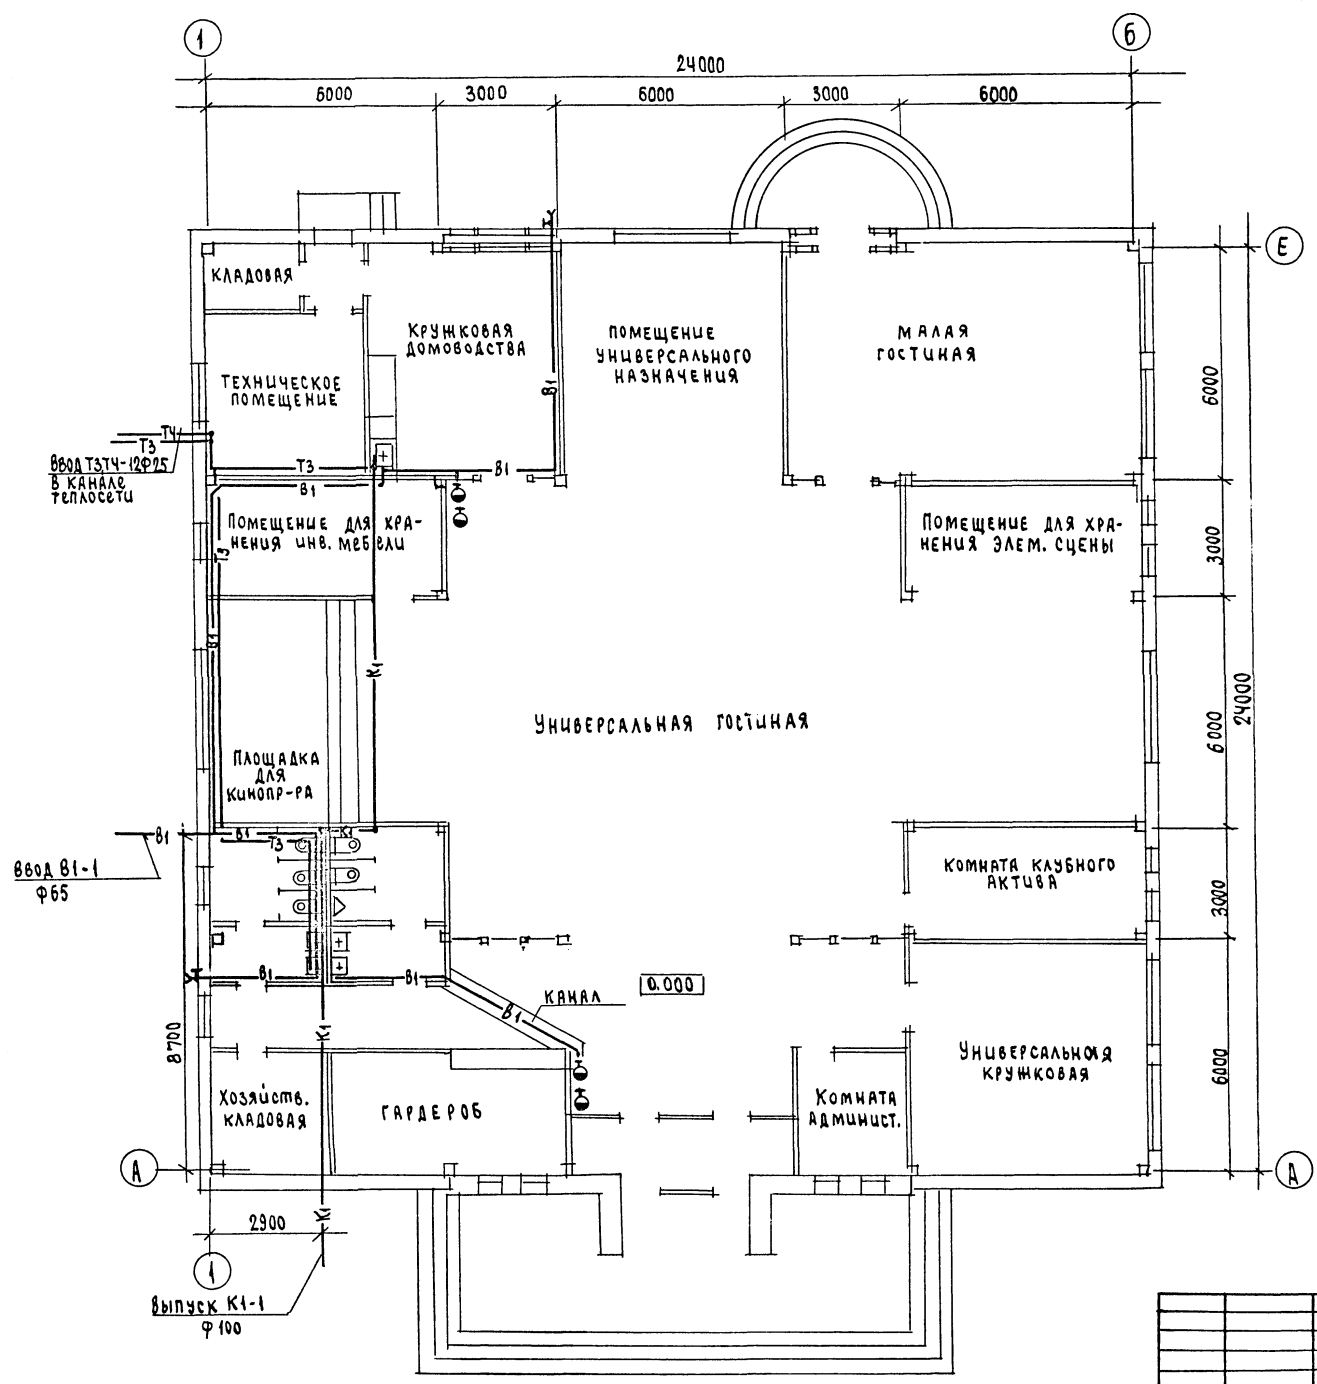 1
6
24000
6000
3000
6000
3000
6000
Е
КЛАДОВАЯ
КРУЖКОВАЯ
ДОМОВОДСТВА
ПОМЕЩЕНИЕ
УНИВЕРСАЛЬНОГО
НАЗНАЧЕНИЯ
МАЛАЯ
ГОСТИНАЯ
ТЕХНИЧЕСКОЕ
ПОМЕЩЕНИЕ
В1
6000
Т4
Т3
ВВОД Т3,Т4-12Ф25
В КАНАЛЕ
ТЕПЛОСЕТИ
Т3
В1
В1
ПОМЕЩЕНИЕ ДЛЯ ХРА-
НЕНИЯ ИНВ. МЕБЕЛИ
Т3
ПОМЕЩЕНИЕ ДЛЯ ХРА-
НЕНИЯ ЭЛЕМ. СЦЕНЫ
3000
В1
К1
24000
УНИВЕРСАЛЬНАЯ ГОСТИНАЯ
6000
ПЛОЩАДКА
ДЛЯ
КИНОПР-РА
В1
В1
Т3
К1
ВВОД В1-1
Ф65
КОМНАТА КЛУБНОГО
АКТИВА
3000
В1
В1
КАНАЛ
0.000
В1
К1
8700
УНИВЕРСАЛЬНАЯ
КРУЖКОВАЯ
6000
ХОЗЯЙСТВ.
КЛАДОВАЯ
ГАРДЕРОБ
КОМНАТА
АДМИНИСТ.
А
А
К1
2900
1
ВЫПУСК К1-1
Ф100